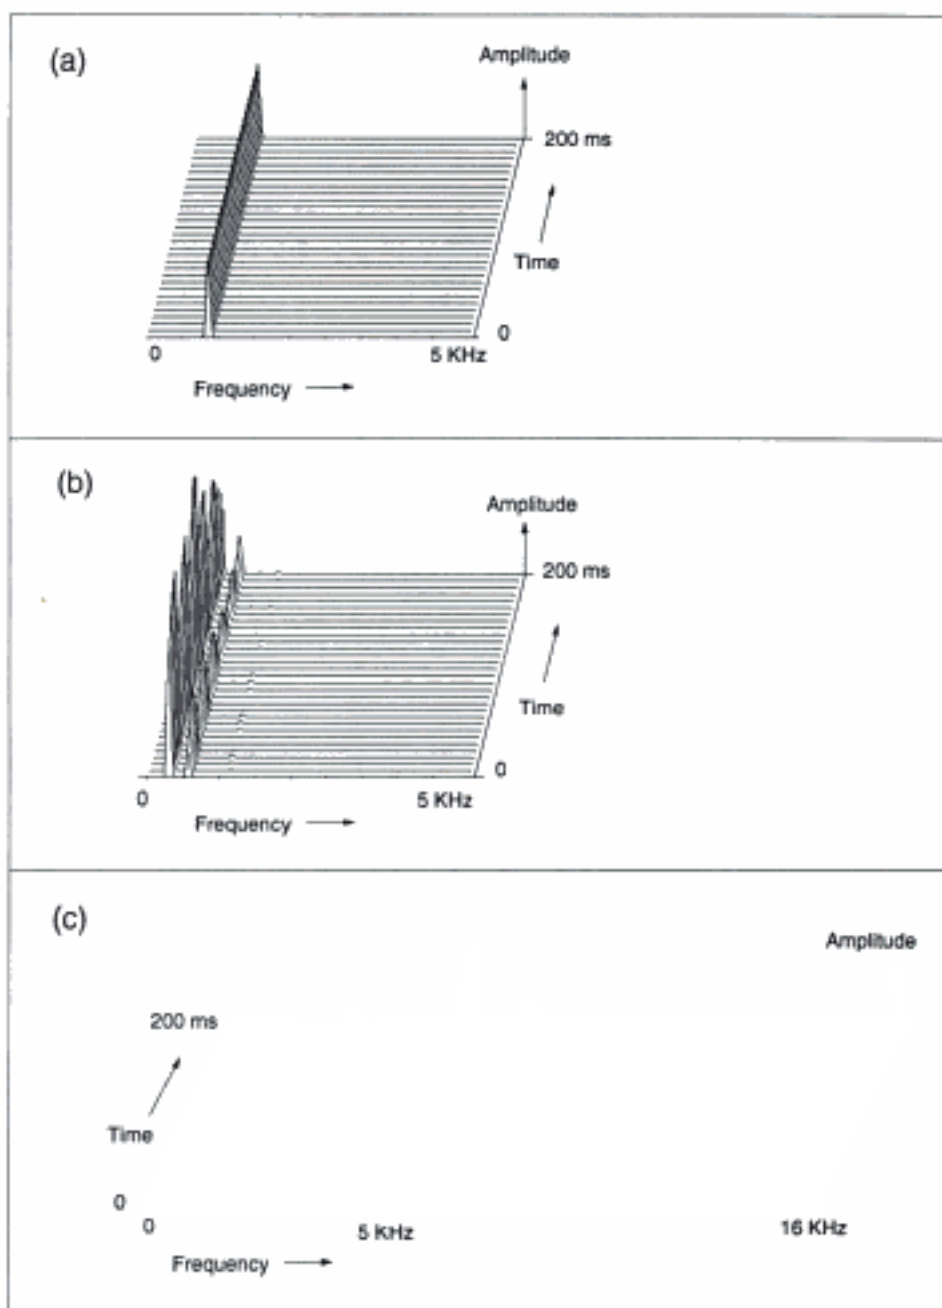 (a)
Amplitude
200 ms
Time
0
0
5 KHz
Frequency
(b)
Amplitude
200 ms
Time
0
0
5 KHz
Frequency
(c)
Amplitude
200 ms
Time
0
0
5 KHz
16 KHz
Frequency